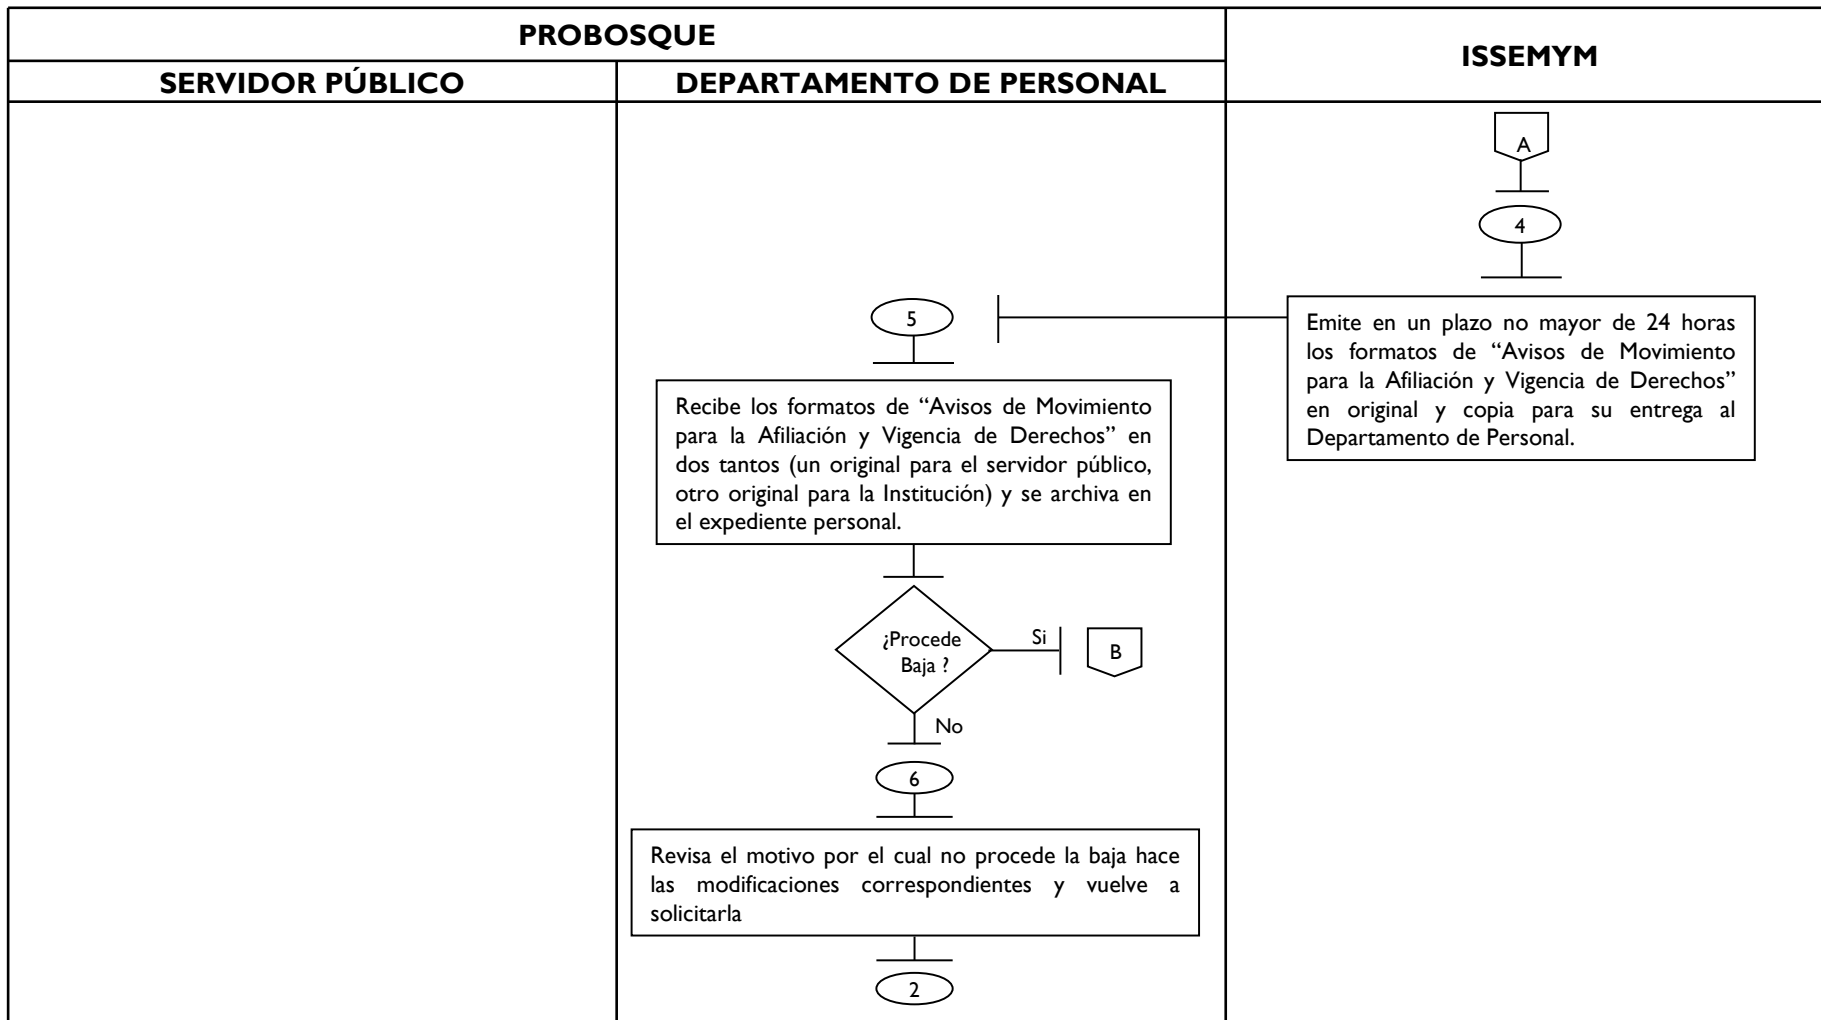 PROBOSQUE
ISSEMYM
SERVIDOR PÚBLICO
DEPARTAMENTO DE PERSONAL
A
4
Emite en un plazo no mayor de 24 horas
los formatos de “Avisos de Movimiento
para la Afiliación y Vigencia de Derechos”
en original y copia para su entrega al
Departamento de Personal.
5
Recibe los formatos de “Avisos de Movimiento
para la Afiliación y Vigencia de Derechos” en
dos tantos (un original para el servidor público,
otro original para la Institución) y se archiva en
el expediente personal.
¿Procede
Baja ?
Si
B
No
6
Revisa el motivo por el cual no procede la baja hace
las modificaciones correspondientes y vuelve a
solicitarla
2